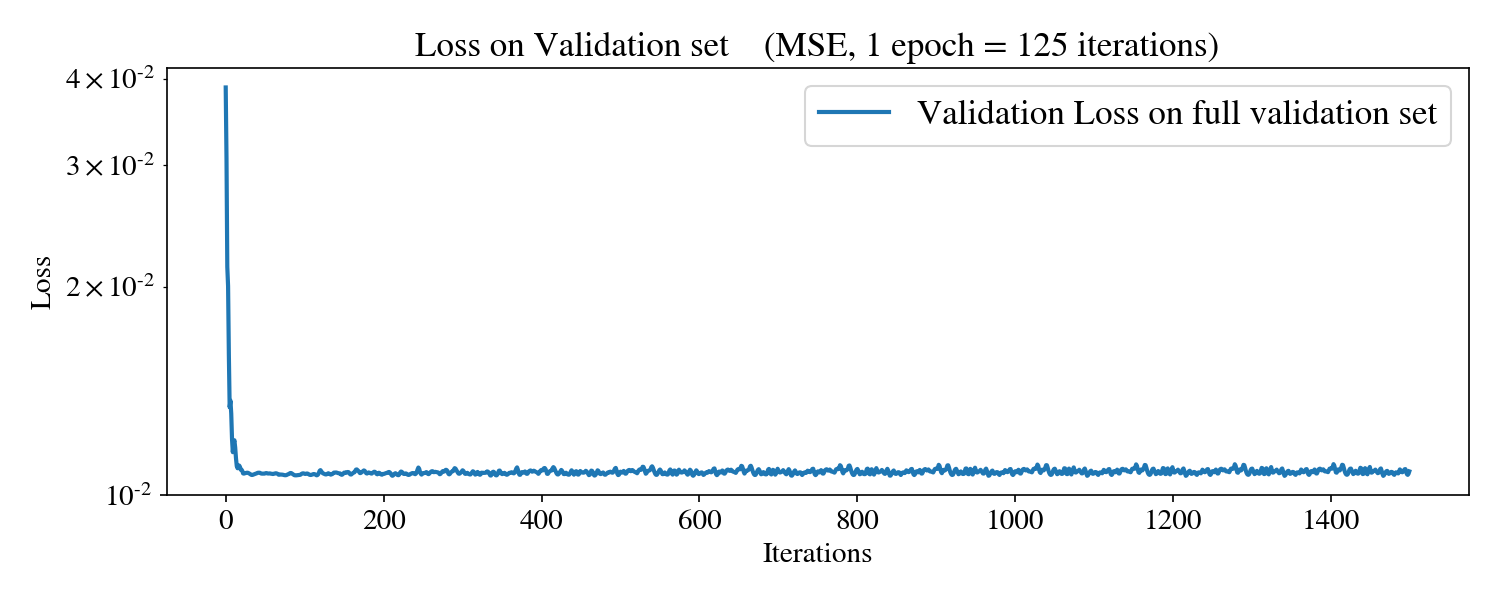 Loss on Validation set    (MSE, 1 epoch = 125 iterations)
4 × 10⁻²
3 × 10⁻²
2 × 10⁻²
10⁻²
Loss
Validation Loss on full validation set
0 200 400 600 800 1000 1200 1400
Iterations